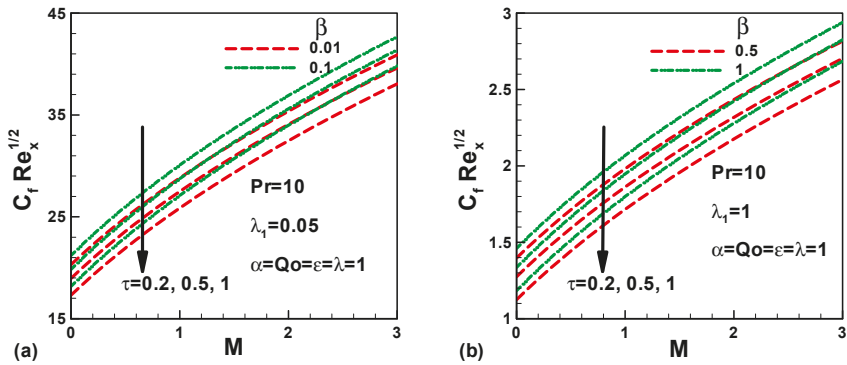 45
35
25
15
C_f Re_x^{1/2}
β
0.01
0.1
Pr=10
λ₁=0.05
α=Qo=ε=λ=1
τ=0.2, 0.5, 1
0
1
2
3
(a)
M
3
2.5
2
1.5
1
C_f Re_x^{1/2}
β
0.5
1
Pr=10
λ₁=1
α=Qo=ε=λ=1
τ=0.2, 0.5, 1
0
1
2
3
(b)
M